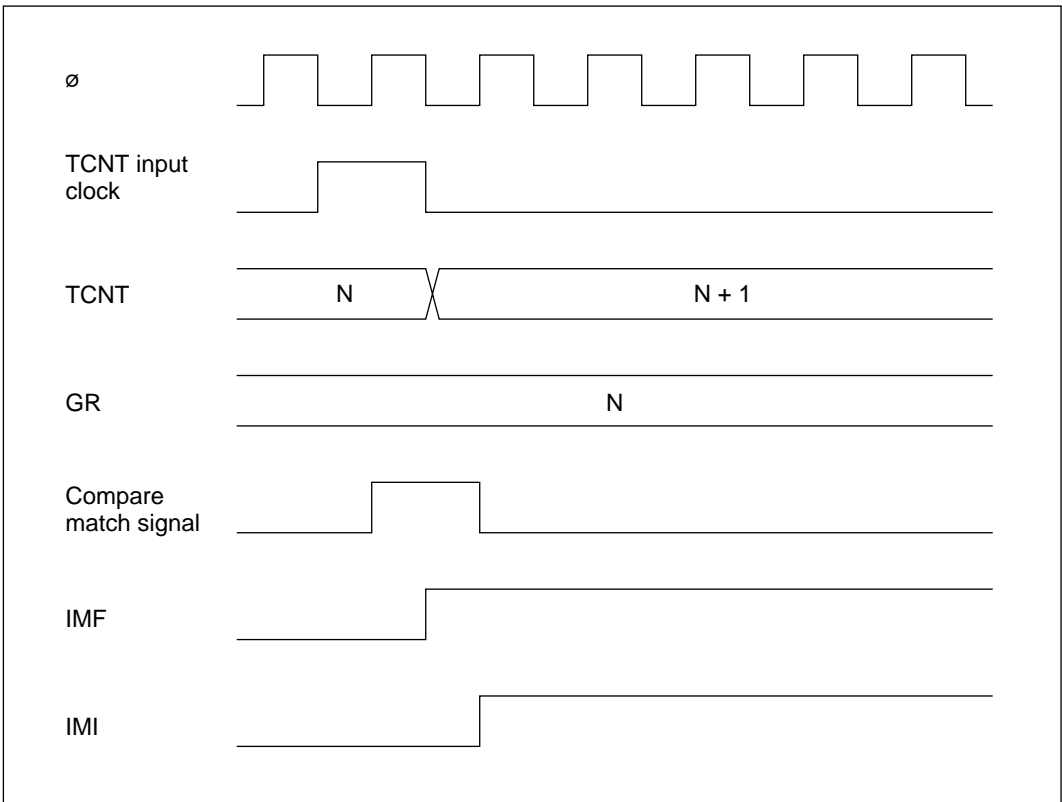 ø
TCNT input
clock
TCNT
N
N + 1
GR
N
Compare
match signal
IMF
IMI